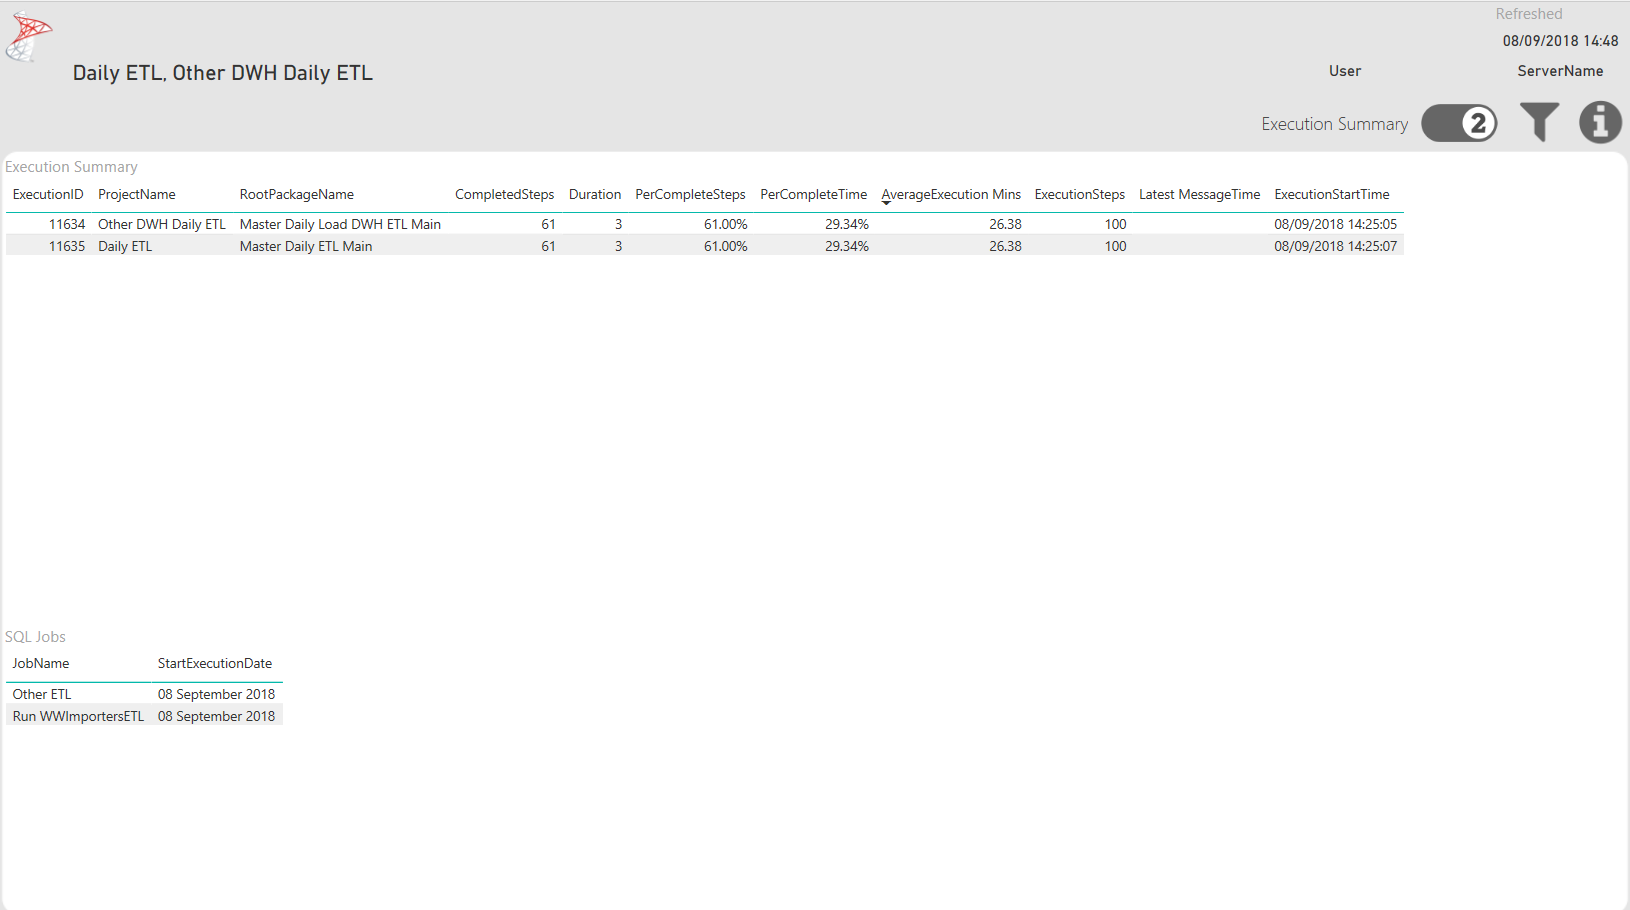 Refreshed
08/09/2018 14:48
Daily ETL, Other DWH Daily ETL
User ServerName
Execution Summary 2 i
Execution Summary
ExecutionID ProjectName RootPackageName CompletedSteps Duration PerCompleteSteps PerCompleteTime AverageExecution Mins ExecutionSteps Latest MessageTime ExecutionStartTime
11634 Other DWH Daily ETL Master Daily Load DWH ETL Main 61 3 61.00% 29.34% 26.38 100 08/09/2018 14:25:05
11635 Daily ETL Master Daily ETL Main 61 3 61.00% 29.34% 26.38 100 08/09/2018 14:25:07
SQL Jobs
JobName StartExecutionDate
Other ETL 08 September 2018
Run WWImportersETL 08 September 2018